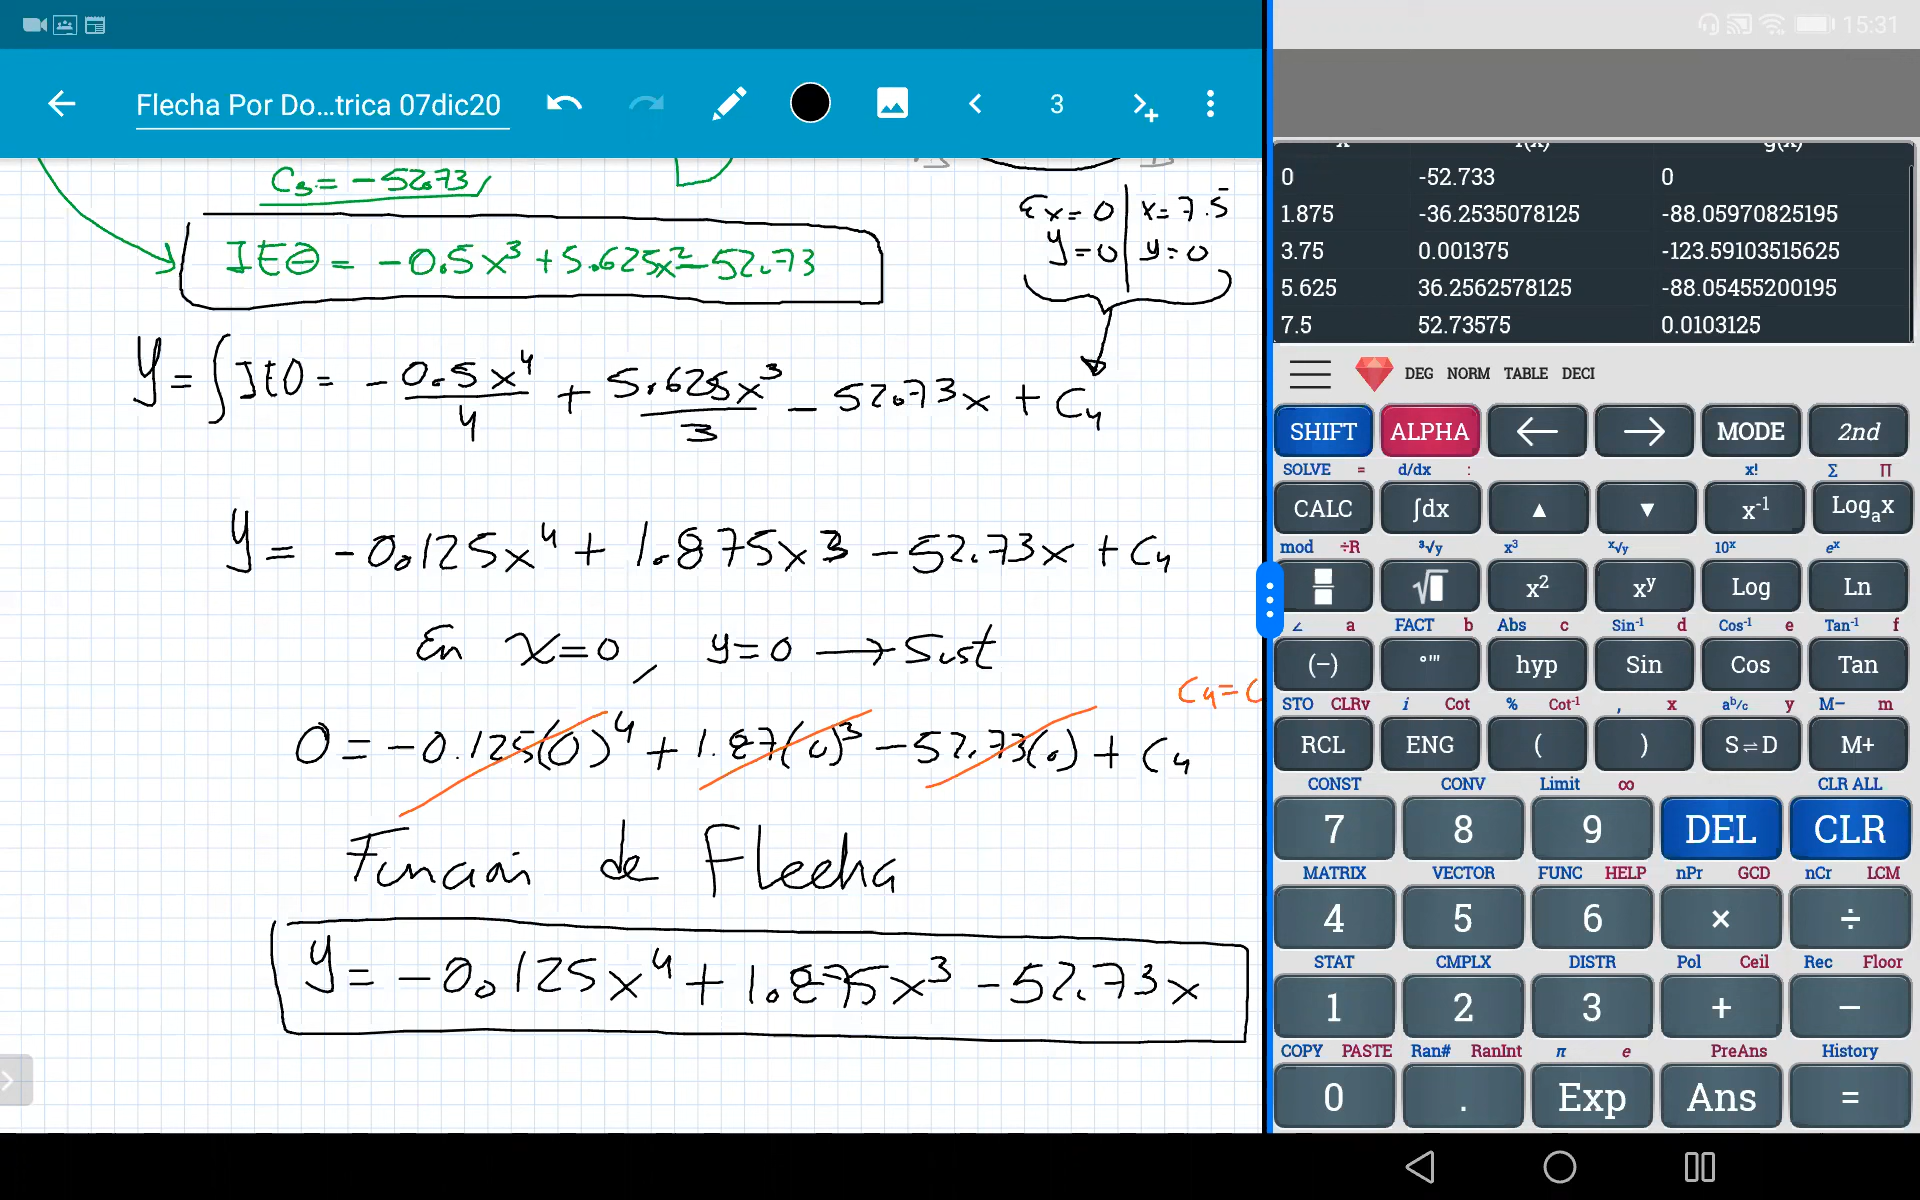 15:31
Flecha Por Do...trica 07dic20
3
C₃ = -52.73
IEθ = -0.5x³ + 5.625x² - 52.73
En x = 0 | x = 7.5
y = 0 | y = 0
y = ∫IEθ = -0.5x⁴/4 + 5.625x³/3 - 52.73x + C₄
y = -0.125x⁴ + 1.875x3 - 52.73x + C₄
En x=0, y=0 → Sust
C₄=
0 = -0.125(0)⁴ + 1.87(0)³ - 52.73(0) + C₄
Función de Flecha
y = -0.125x⁴ + 1.875x³ - 52.73x
x f(x) g(x)
0 -52.733 0
1.875 -36.2535078125 -88.05970825195
3.75 0.001375 -123.59103515625
5.625 36.2562578125 -88.05455200195
7.5 52.73575 0.0103125
DEG NORM TABLE DECI
SHIFT ALPHA ← → MODE 2nd
SOLVE = d/dx : x! Σ Π
CALC ∫dx ▲ ▼ x⁻¹ Logₐx
mod ÷R ³√y x³ ˣ√y 10ˣ eˣ
√ x² xʸ Log Ln
∠ a FACT b Abs c Sin⁻¹ d Cos⁻¹ e Tan⁻¹ f
(−) °'" hyp Sin Cos Tan
STO CLRv i Cot % Cot⁻¹ , x aᵇ/c y M− m
RCL ENG ( ) S⇌D M+
CONST CONV Limit ∞ CLR ALL
7 8 9 DEL CLR
MATRIX VECTOR FUNC HELP nPr GCD nCr LCM
4 5 6 × ÷
STAT CMPLX DISTR Pol Ceil Rec Floor
1 2 3 + −
COPY PASTE Ran# RanInt π e PreAns History
0 . Exp Ans =